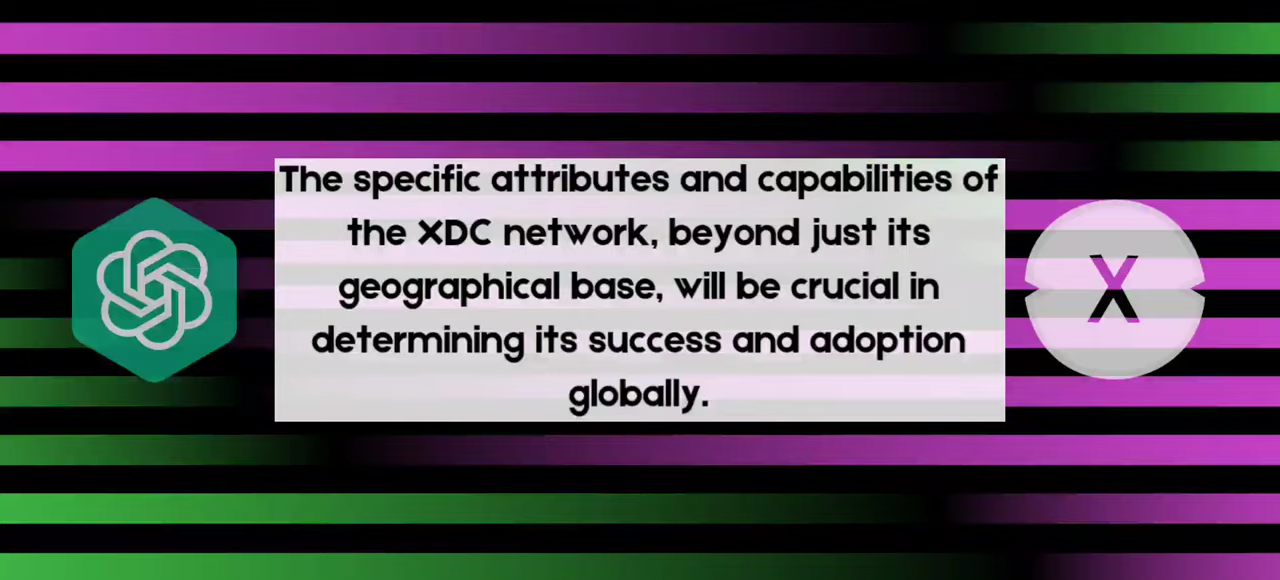 The specific attributes and capabilities of
the XDC network, beyond just its
geographical base, will be crucial in
determining its success and adoption
globally.
X